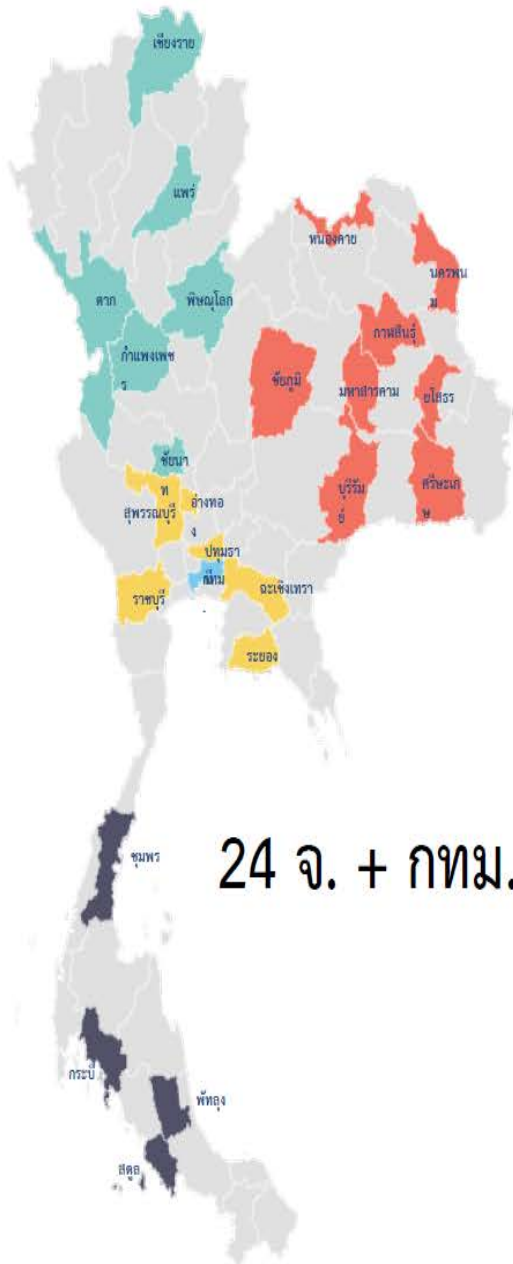 เชียงราย
แพร่
หนองคาย
นครพน
ม
ตาก
พิษณุโลก
กาฬสินธุ์
กำแพงเพช
ร
ชัยภูมิ
มหาสารคาม
ยโสธร
ชัยนา
ท
สุพรรณบุรี
อ่างทอ
ง
บุรีรัม
ย์
ศรีษะเก
ษ
ปทุมธา
กทม
.
ราชบุรี
ฉะเชิงเทรา
ระยอง
ชุมพร
24 จ. + กทม.
กระบี่
พัทลุง
สตูล